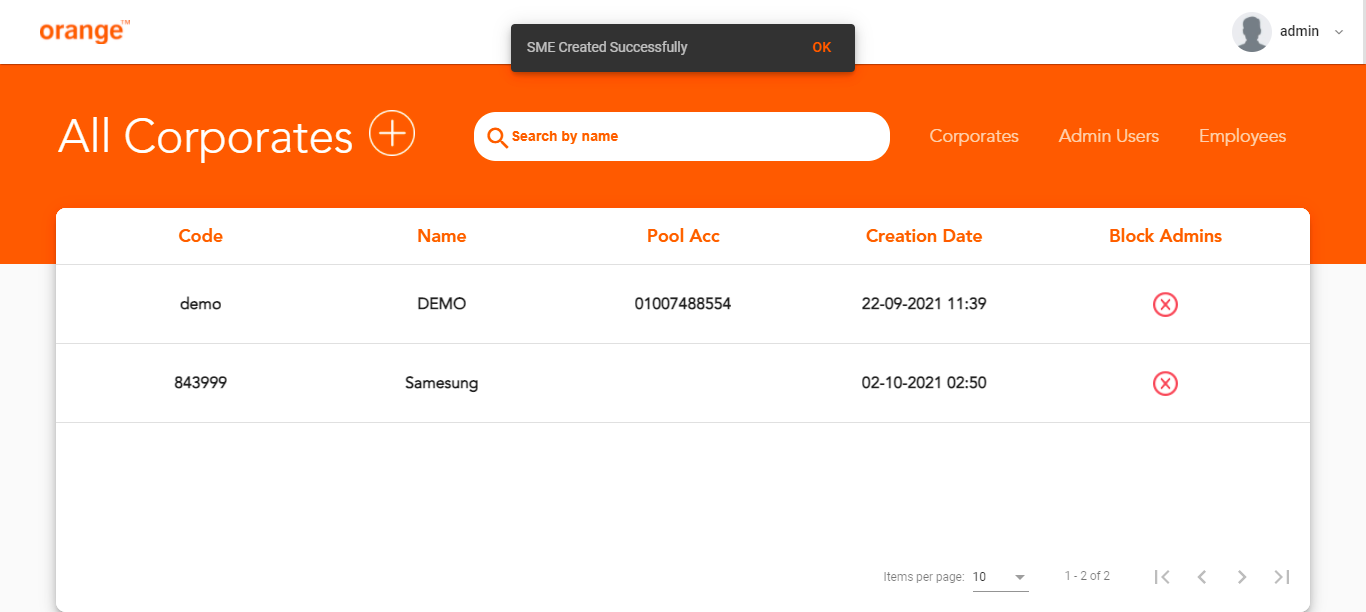 orange™
SME Created Successfully OK
admin
All Corporates
Search by name
Corporates Admin Users Employees
Code Name Pool Acc Creation Date Block Admins
demo DEMO 01007488554 22-09-2021 11:39
843999 Samesung 02-10-2021 02:50
Items per page: 10 1 - 2 of 2